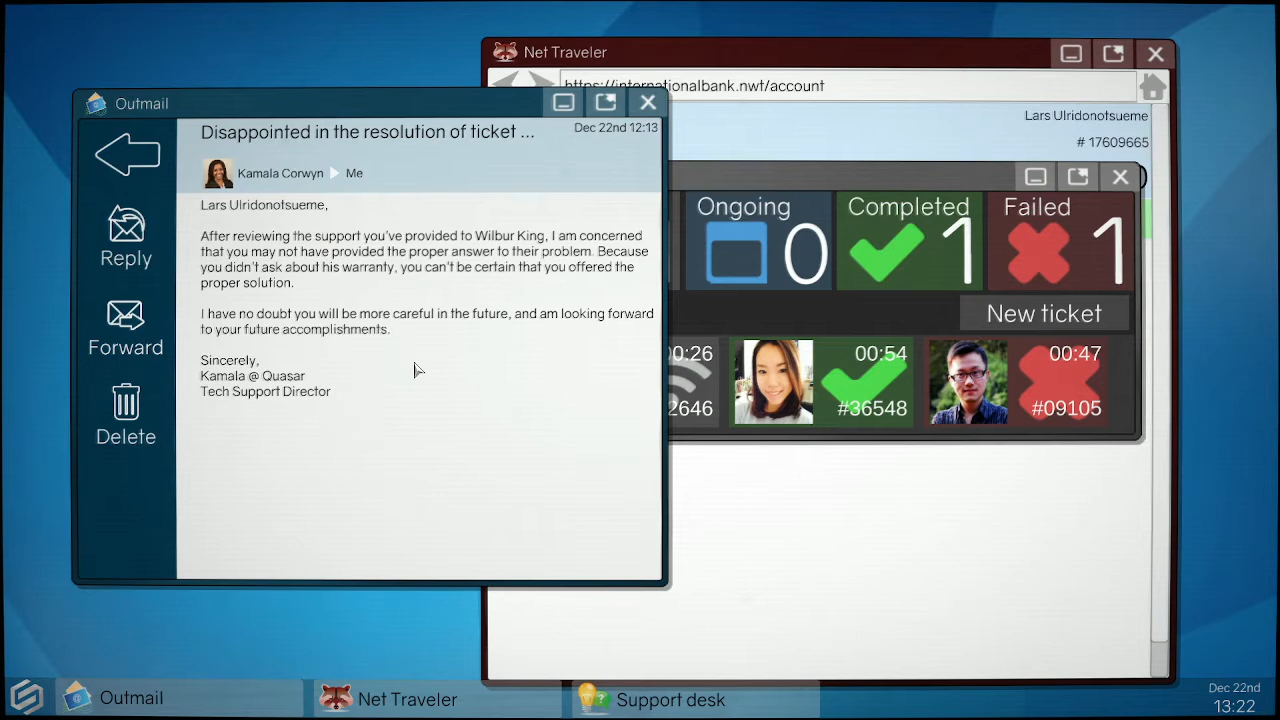 Net Traveler
https://internationalbank.nwt/account
Lars Ulridonotsueme
# 17609665
Outmail
Disappointed in the resolution of ticket ...
Dec 22nd 12:13
Kamala Corwyn
Me
Lars Ulridonotsueme,
After reviewing the support you've provided to Wilbur King, I am concerned
that you may not have provided the proper answer to their problem. Because
you didn't ask about his warranty, you can't be certain that you offered the
proper solution.
I have no doubt you will be more careful in the future, and am looking forward
to your future accomplishments.
Sincerely,
Kamala @ Quasar
Tech Support Director
Reply
Forward
Delete
Ongoing
0
Completed
1
Failed
1
New ticket
00:26
2646
00:54
#36548
00:47
#09105
Outmail
Net Traveler
Support desk
Dec 22nd
13:22